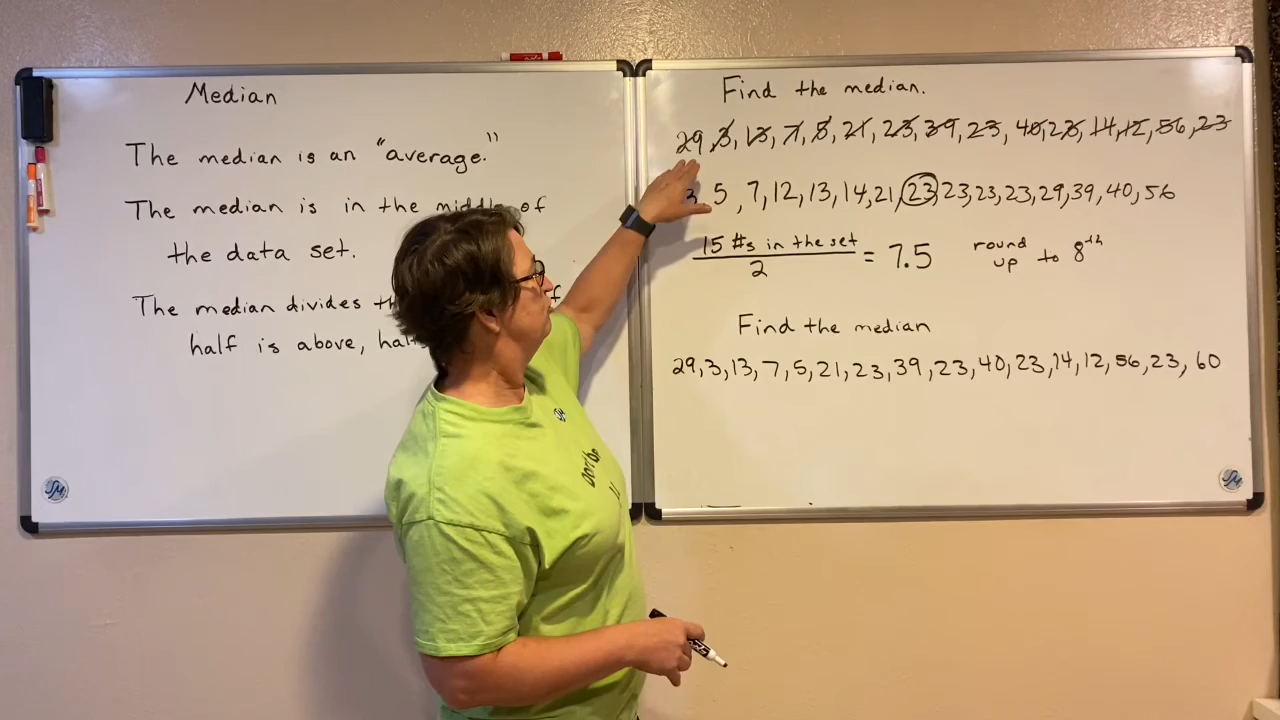 Median
The median is an "average."
The median is in the middle of
the data set.
The median divides
half is above,
Find the median.
29, 3, 13, 7, 5, 21, 23, 39, 23, 40, 23, 14, 12, 56, 23
3 5, 7, 12, 13, 14, 21, 23, 23, 23, 23, 29, 39, 40, 56
15 #s in the set
2
= 7.5 round up to 8th
Find the median
29, 3, 13, 7, 5, 21, 23, 39, 23, 40, 23, 14, 12, 56, 23, 60
SM
SM